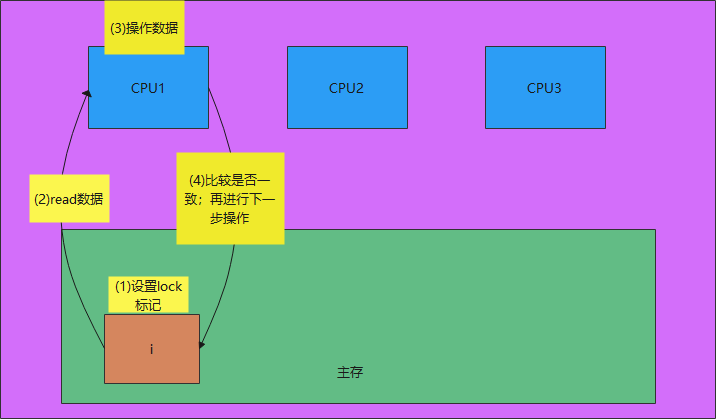 (3)操作数据
CPU1
CPU2
CPU3
(2)read数据
(4)比较是否一
致；再进行下一
步操作
(1)设置lock
标记
i
主存